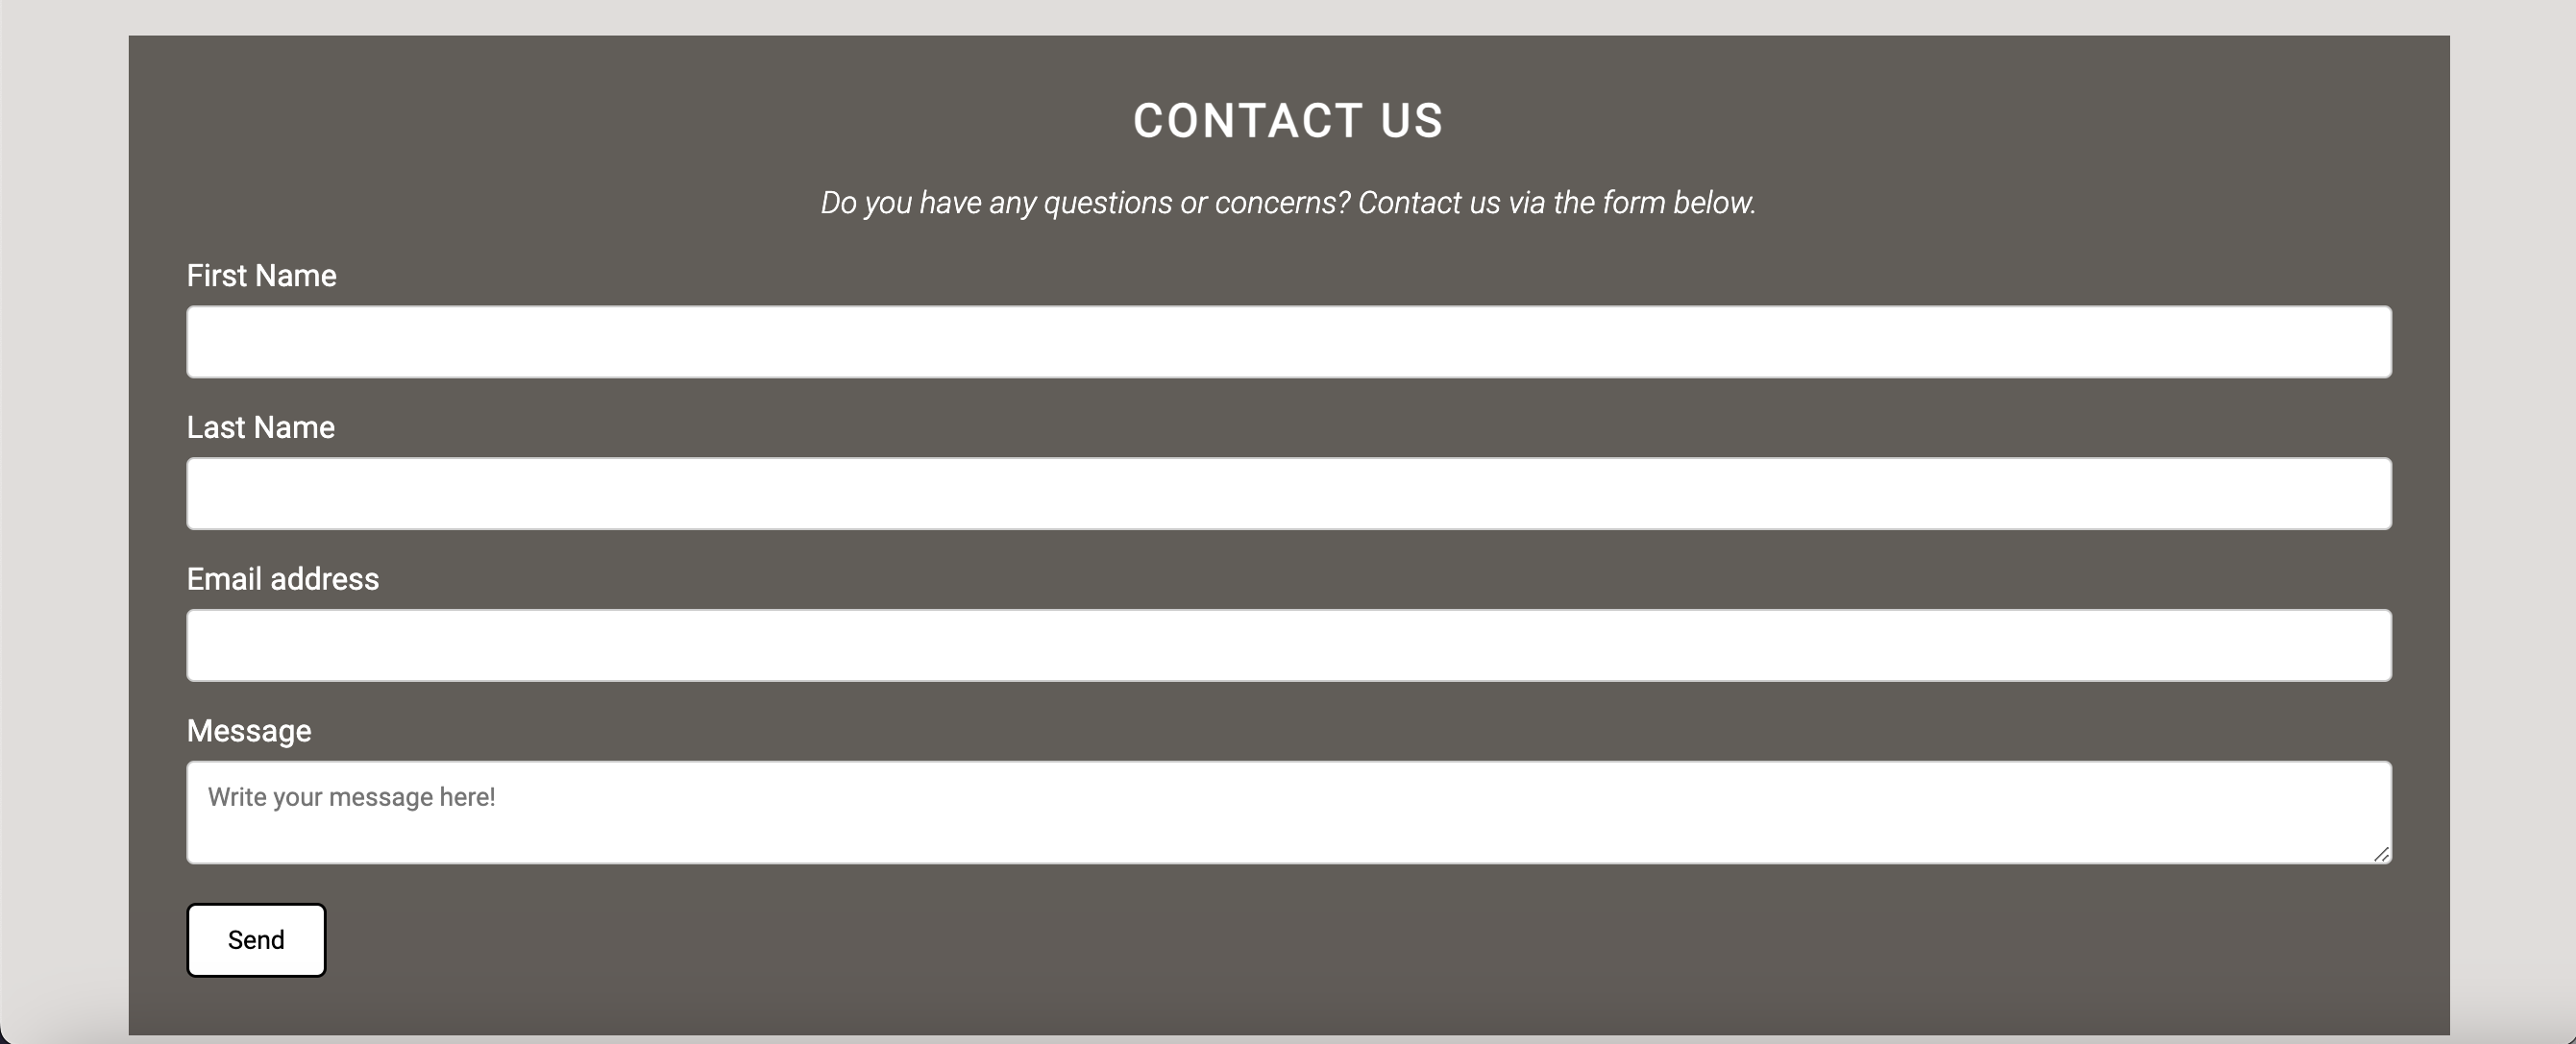 CONTACT US
Do you have any questions or concerns? Contact us via the form below.
First Name
Last Name
Email address
Message
Write your message here!
Send